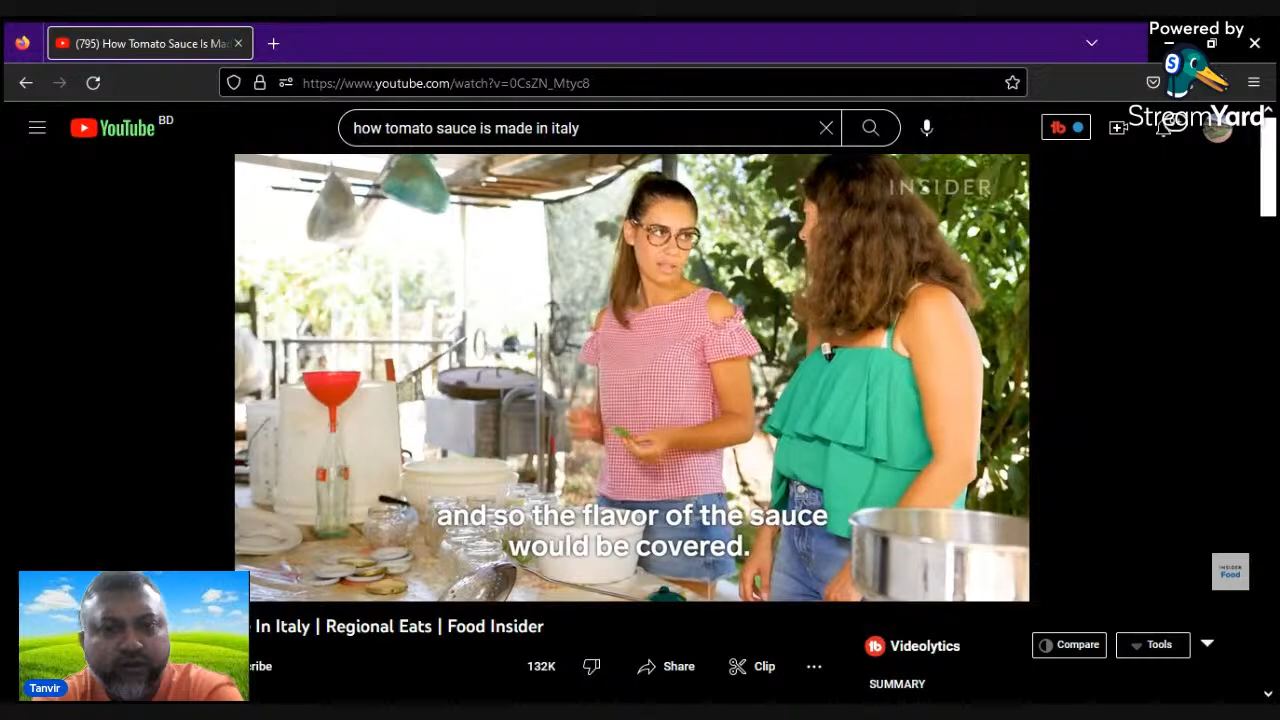 Powered by
StreamYard
(795) How Tomato Sauce Is Mad
https://www.youtube.com/watch?v=0CsZN_Mtyc8
YouTube BD
how tomato sauce is made in italy
INSIDER
and so the flavor of the sauce
would be covered.
INSIDER
Food
In Italy | Regional Eats | Food Insider
Videolytics
Compare
Tools
cribe
132K
Share
Clip
SUMMARY
Tanvir